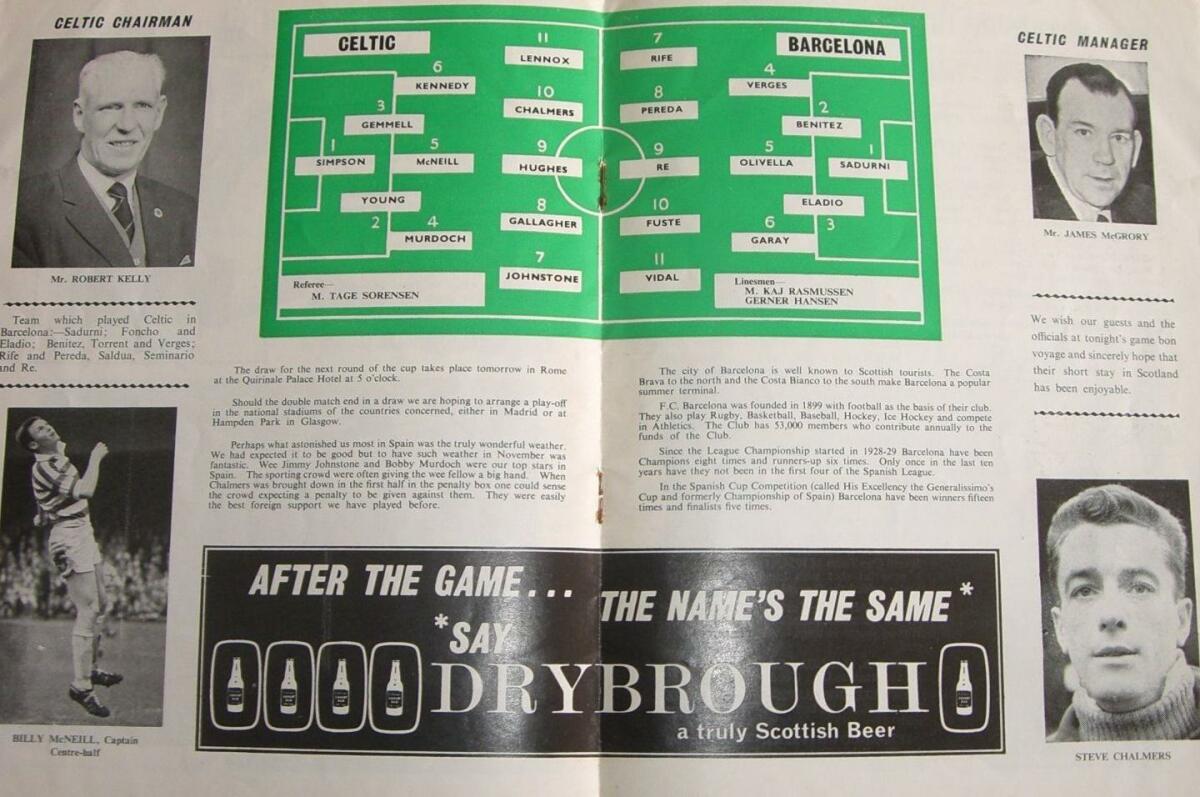 CELTIC CHAIRMAN
Mr. ROBERT KELLY
Team which played Celtic in
Barcelona:—Sadurni; Foncho and
Eladio; Benitez, Torrent and Verges;
Rife and Pereda, Saldua, Seminario
and Re.
BILLY McNEILL, Captain
Centre-half
CELTIC
BARCELONA
11
LENNOX
7
RIFE
6
KENNEDY
4
VERGES
10
CHALMERS
8
PEREDA
3
GEMMELL
2
BENITEZ
1
SIMPSON
5
McNEILL
9
HUGHES
9
RE
5
OLIVELLA
1
SADURNI
YOUNG
2
ELADIO
3
8
GALLAGHER
10
FUSTE
4
MURDOCH
6
GARAY
7
JOHNSTONE
11
VIDAL
Referee—
M. TAGE SORENSEN
Linesmen—
M. KAJ RASMUSSEN
GERNER HANSEN
The draw for the next round of the cup takes place tomorrow in Rome
at the Quirinale Palace Hotel at 5 o'clock.
Should the double match end in a draw we are hoping to arrange a play-off
in the national stadiums of the countries concerned, either in Madrid or at
Hampden Park in Glasgow.
Perhaps what astonished us most in Spain was the truly wonderful weather.
We had expected it to be good but to have such weather in November was
fantastic. Wee Jimmy Johnstone and Bobby Murdoch were our top stars in
Spain. The sporting crowd were often giving the wee fellow a big hand. When
Chalmers was brought down in the first half in the penalty box one could sense
the crowd expecting a penalty to be given against them. They were easily
the best foreign support we have played before.
The city of Barcelona is well known to Scottish tourists. The Costa
Brava to the north and the Costa Bianco to the south make Barcelona a popular
summer terminal.
F.C. Barcelona was founded in 1899 with football as the basis of their club.
They also play Rugby, Basketball, Baseball, Hockey, Ice Hockey and compete
in Athletics. The Club has 53,000 members who contribute annually to the
funds of the Club.
Since the League Championship started in 1928-29 Barcelona have been
Champions eight times and runners-up six times. Only once in the last ten
years have they not been in the first four of the Spanish League.
In the Spanish Cup Competition (called His Excellency the Generalissimo's
Cup and formerly Championship of Spain) Barcelona have been winners fifteen
times and finalists five times.
AFTER THE GAME... THE NAME'S THE SAME*
*SAY
DRYBROUGH
a truly Scottish Beer
CELTIC MANAGER
Mr. JAMES McGRORY
We wish our guests and the
officials at tonight's game bon
voyage and sincerely hope that
their short stay in Scotland
has been enjoyable.
STEVE CHALMERS